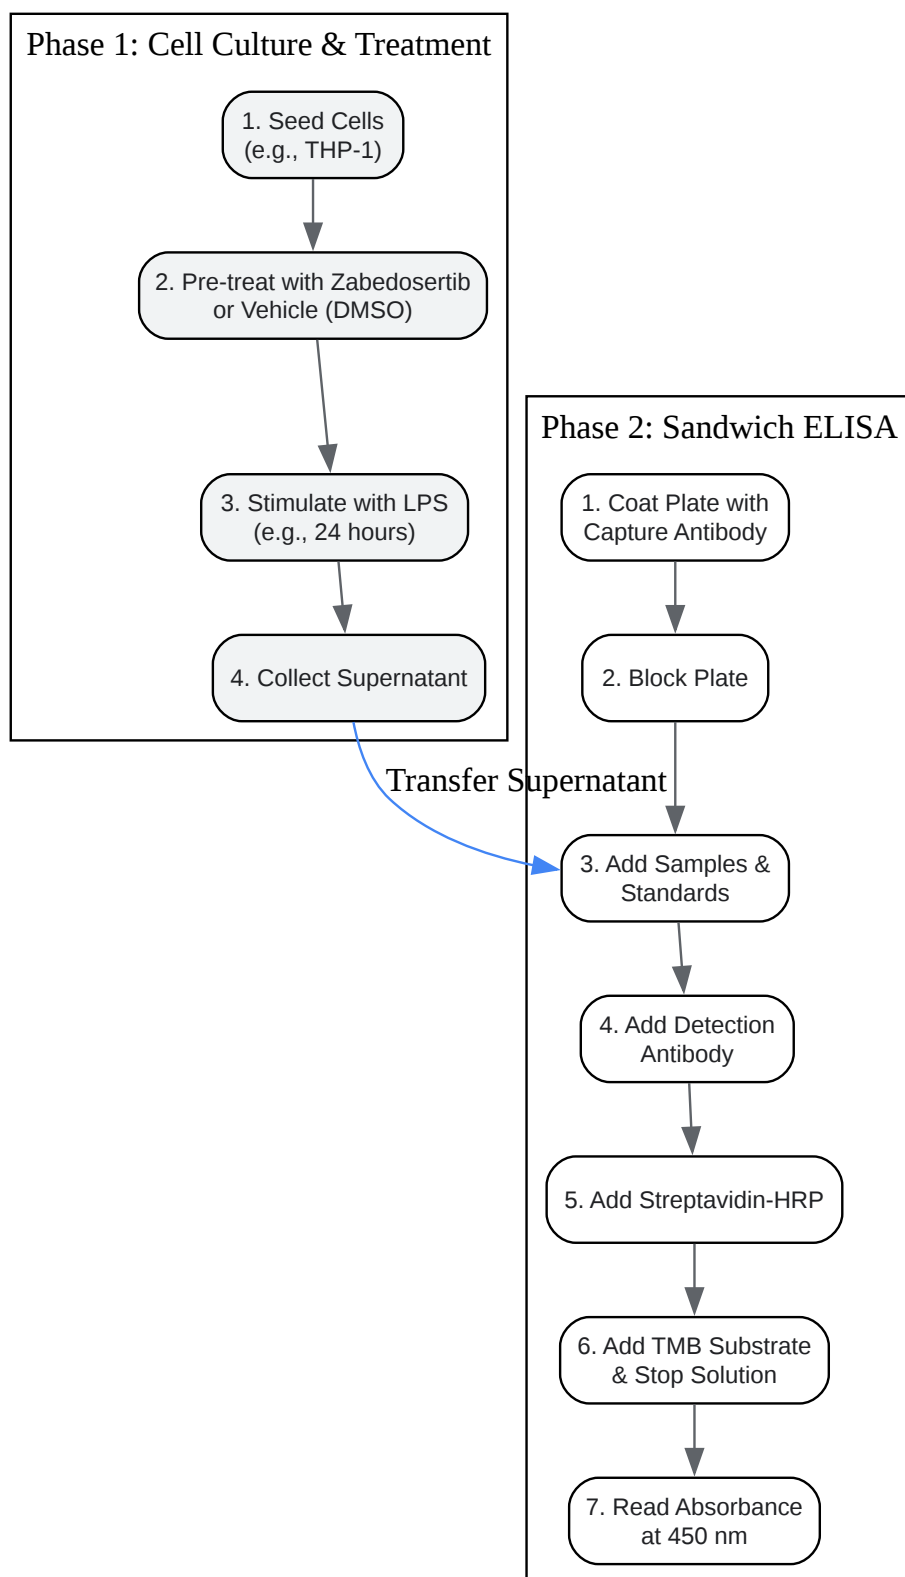 Phase 1: Cell Culture & Treatment
1. Seed Cells
(e.g., THP-1)
2. Pre-treat with Zabedosertib
or Vehicle (DMSO)
3. Stimulate with LPS
(e.g., 24 hours)
4. Collect Supernatant
Transfer Supernatant
Phase 2: Sandwich ELISA
1. Coat Plate with
Capture Antibody
2. Block Plate
3. Add Samples &
Standards
4. Add Detection
Antibody
5. Add Streptavidin-HRP
6. Add TMB Substrate
& Stop Solution
7. Read Absorbance
at 450 nm